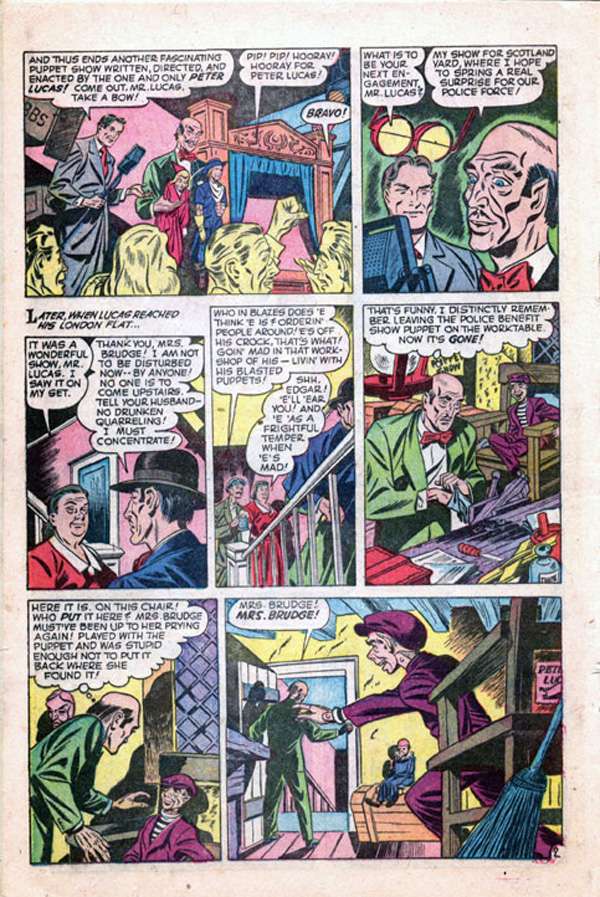 AND THUS ENDS ANOTHER FASCINATING
PUPPET SHOW WRITTEN, DIRECTED, AND
ENACTED BY THE ONE AND ONLY PETER
LUCAS! COME OUT, MR. LUCAS.
TAKE A BOW!
PIP! PIP! HOORAY!
HOORAY FOR
PETER LUCAS!
BRAVO!
BBS
WHAT IS TO
BE YOUR
NEXT EN-
GAGEMENT,
MR. LUCAS?
MY SHOW FOR SCOTLAND
YARD, WHERE I HOPE
TO SPRING A REAL
SURPRISE FOR OUR
POLICE FORCE!
LATER, WHEN LUCAS REACHED
HIS LONDON FLAT...
IT WAS A
WONDERFUL
SHOW, MR.
LUCAS. I
SAW IT ON
MY SET.
THANK YOU, MRS.
BRUDGE! I AM NOT
TO BE DISTURBED
NOW-- BY ANYONE!
NO ONE IS TO
COME UPSTAIRS.
TELL YOUR HUSBAND--
NO DRUNKEN
QUARRELING!
I MUST
CONCENTRATE!
WHO IN BLAZES DOES 'E
THINK 'E IS? ORDERIN'
PEOPLE AROUND! 'E'S OFF
HIS CROCK, THAT'S WHAT!
GOIN' MAD IN THAT WORK-
SHOP OF HIS -- LIVIN' WITH
HIS BLASTED
PUPPETS!
SHH,
EDGAR!
'E'LL 'EAR
YOU! AND
'E 'AS A
FRIGHTFUL
TEMPER
WHEN
'E'S
MAD!
THAT'S FUNNY. I DISTINCTLY REMEM-
BER LEAVING THE POLICE BENEFIT
SHOW PUPPET ON THE WORKTABLE.
NOW IT'S GONE!
SHOW
HERE IT IS. ON THIS CHAIR!
WHO PUT IT HERE? MRS. BRUDGE
MUST'VE BEEN UP TO HER PRYING
AGAIN! PLAYED WITH THE
PUPPET AND WAS STUPID
ENOUGH NOT TO PUT IT
BACK WHERE SHE
FOUND IT!
MRS. BRUDGE!
MRS. BRUDGE!
PETE
LUC
2